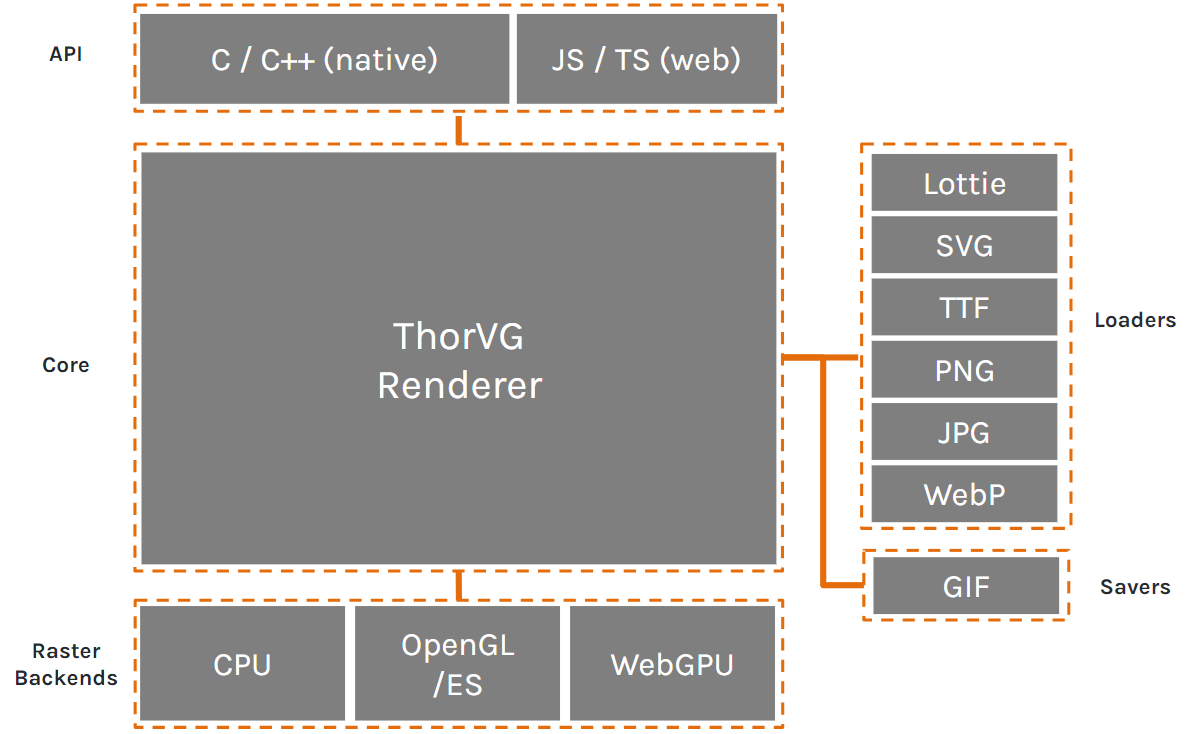 API
C / C++ (native)
JS / TS (web)
Core
ThorVG
Renderer
Lottie
SVG
TTF
PNG
JPG
WebP
Loaders
GIF
Savers
Raster
Backends
CPU
OpenGL
/ES
WebGPU